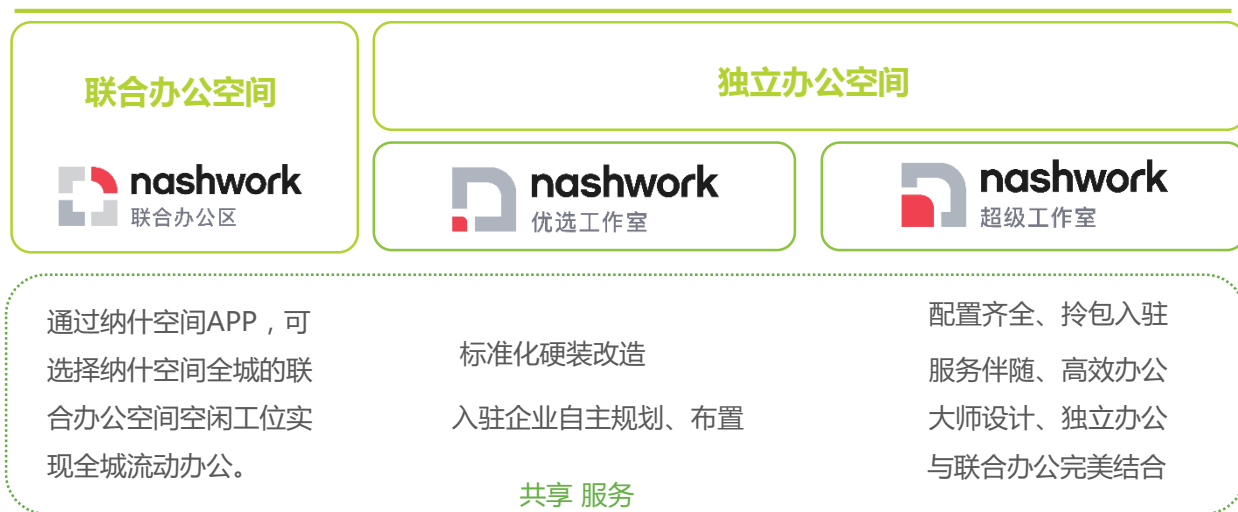 联合办公空间
独立办公空间
nashwork
联合办公区
nashwork
优选工作室
nashwork
超级工作室
通过纳什空间APP，可
选择纳什空间全城的联
合办公空间空闲工位实
现全城流动办公。
标准化硬装改造
入驻企业自主规划、布置
配置齐全、拎包入驻
服务伴随、高效办公
大师设计、独立办公
与联合办公完美结合
共享 服务